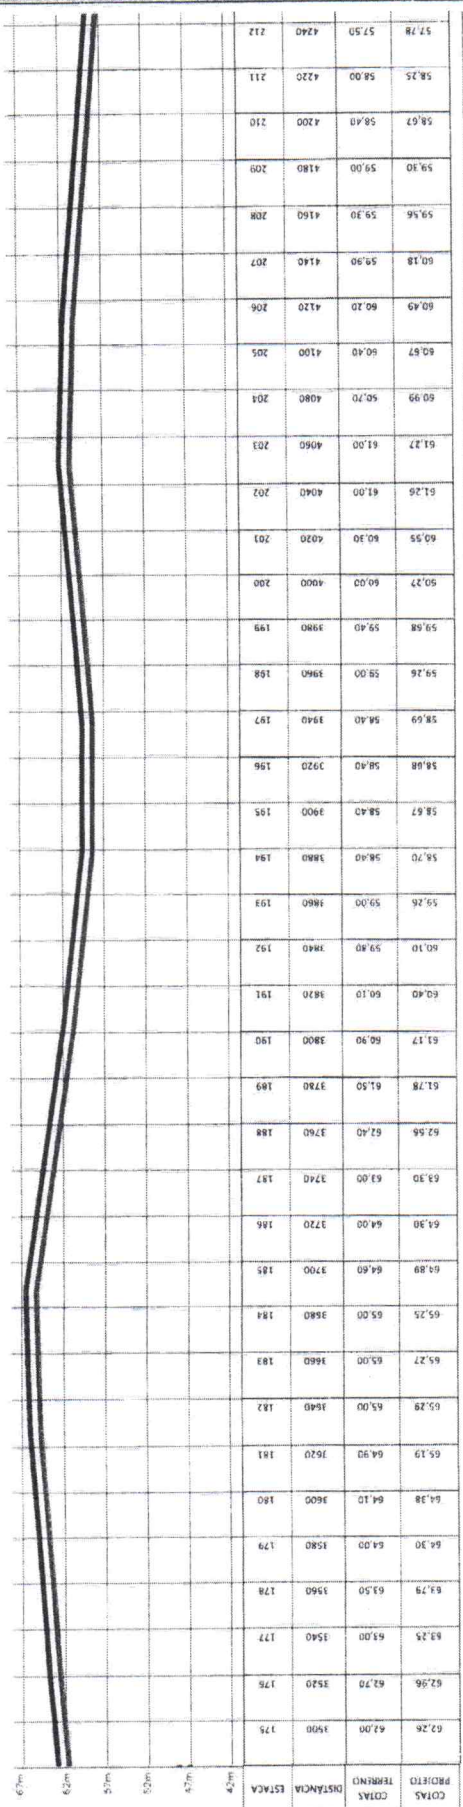 COTAS PROJETO COTAS TERRENO DISTÂNCIA ESTACA
42m
47m
52m
57m
62m
67m
62,26 62,00 3500 175
62,96 62,70 3520 176
63,25 63,00 3540 177
63,79 63,50 3560 178
64,30 64,00 3580 179
64,38 64,10 3600 180
65,19 64,90 3620 181
65,29 65,00 3640 182
65,27 65,00 3660 183
65,25 65,00 3680 184
64,89 64,60 3700 185
64,30 64,00 3720 186
63,30 63,00 3740 187
62,56 62,40 3760 188
61,78 61,50 3780 189
61,17 60,90 3800 190
60,40 60,10 3820 191
60,10 59,80 3840 192
59,26 59,00 3860 193
58,70 58,40 3880 194
58,67 58,40 3900 195
58,68 58,40 3920 196
58,69 58,40 3940 197
59,26 59,00 3960 198
59,68 59,40 3980 199
60,27 60,00 4000 200
60,55 60,30 4020 201
61,26 61,00 4040 202
61,27 61,00 4060 203
60,99 60,70 4080 204
60,67 60,40 4100 205
60,49 60,20 4120 206
60,18 59,90 4140 207
59,56 59,30 4160 208
59,30 59,00 4180 209
58,67 58,40 4200 210
58,25 58,00 4220 211
57,78 57,50 4240 212